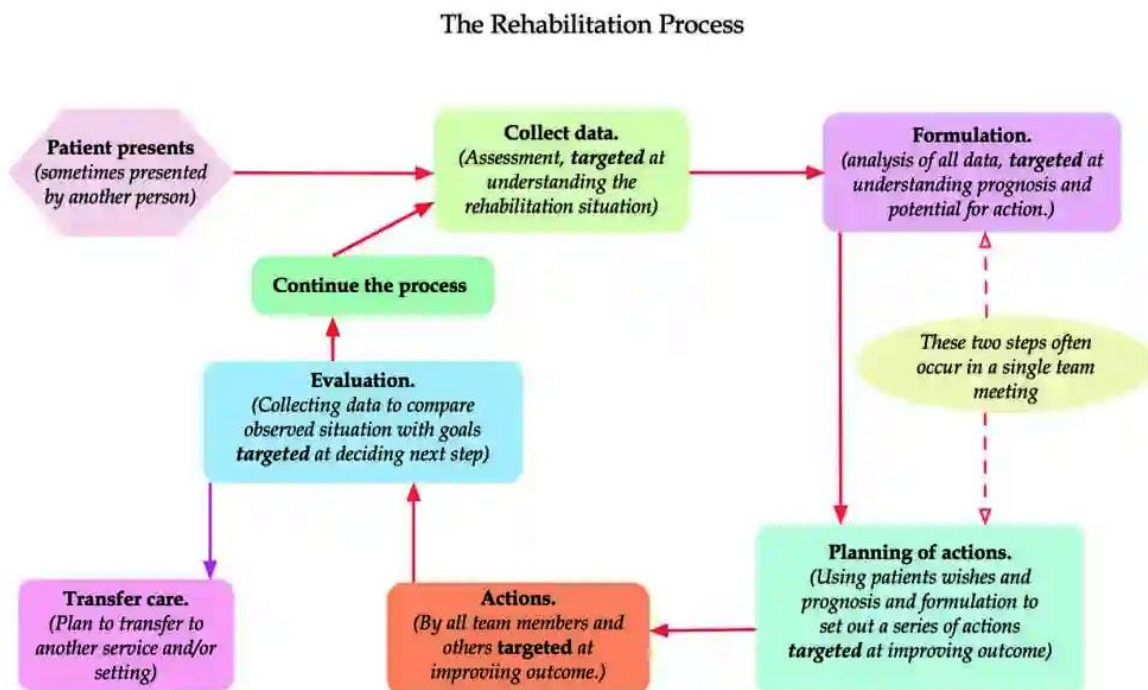 The Rehabilitation Process
Patient presents
(sometimes presented
by another person)
Collect data.
(Assessment, targeted at
understanding the
rehabilitation situation)
Formulation.
(analysis of all data, targeted at
understanding prognosis and
potential for action.)
Continue the process
These two steps often
occur in a single team
meeting
Evaluation.
(Collecting data to compare
observed situation with goals
targeted at deciding next step)
Planning of actions.
(Using patients wishes and
prognosis and formulation to
set out a series of actions
targeted at improving outcome)
Actions.
(By all team members and
others targeted at
improviing outcome.)
Transfer care.
(Plan to transfer to
another service and/or
setting)